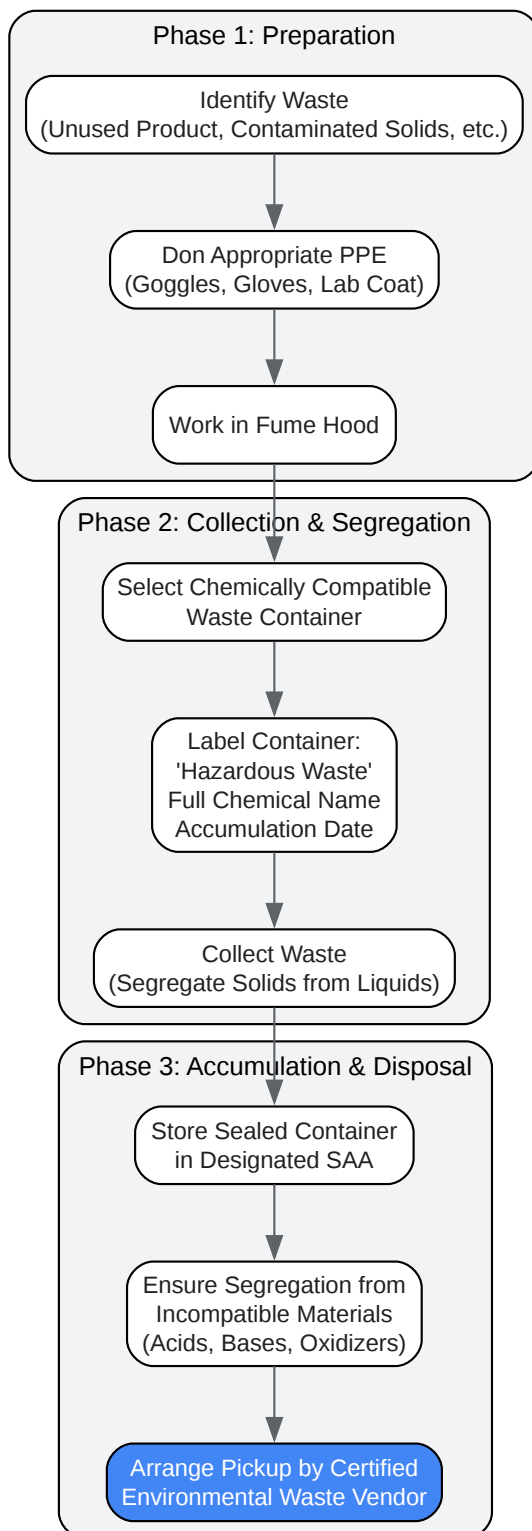 Phase 1: Preparation
Identify Waste
(Unused Product, Contaminated Solids, etc.)
Don Appropriate PPE
(Goggles, Gloves, Lab Coat)
Work in Fume Hood
Phase 2: Collection & Segregation
Select Chemically Compatible
Waste Container
Label Container:
'Hazardous Waste'
Full Chemical Name
Accumulation Date
Collect Waste
(Segregate Solids from Liquids)
Phase 3: Accumulation & Disposal
Store Sealed Container
in Designated SAA
Ensure Segregation from
Incompatible Materials
(Acids, Bases, Oxidizers)
Arrange Pickup by Certified
Environmental Waste Vendor